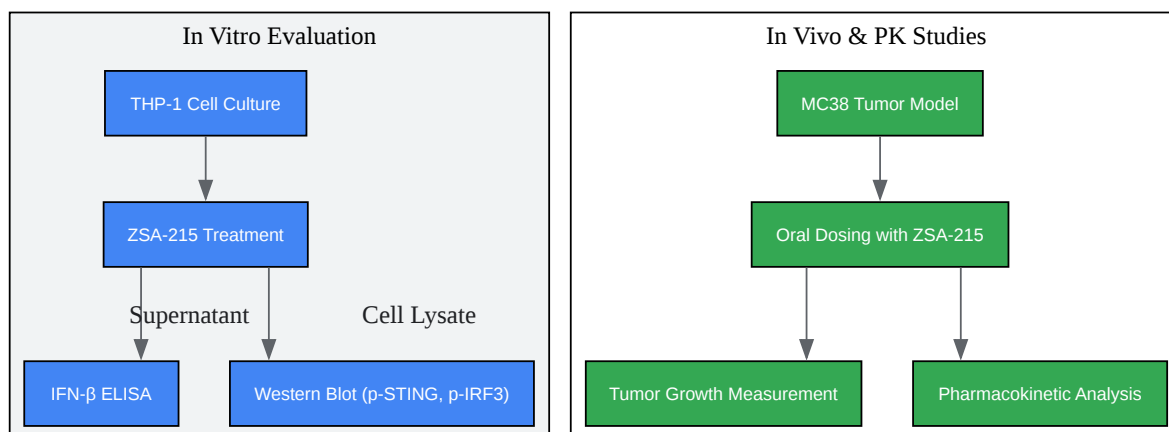 In Vitro Evaluation
THP-1 Cell Culture
ZSA-215 Treatment
Supernatant
Cell Lysate
IFN-β ELISA
Western Blot (p-STING, p-IRF3)
In Vivo & PK Studies
MC38 Tumor Model
Oral Dosing with ZSA-215
Tumor Growth Measurement
Pharmacokinetic Analysis